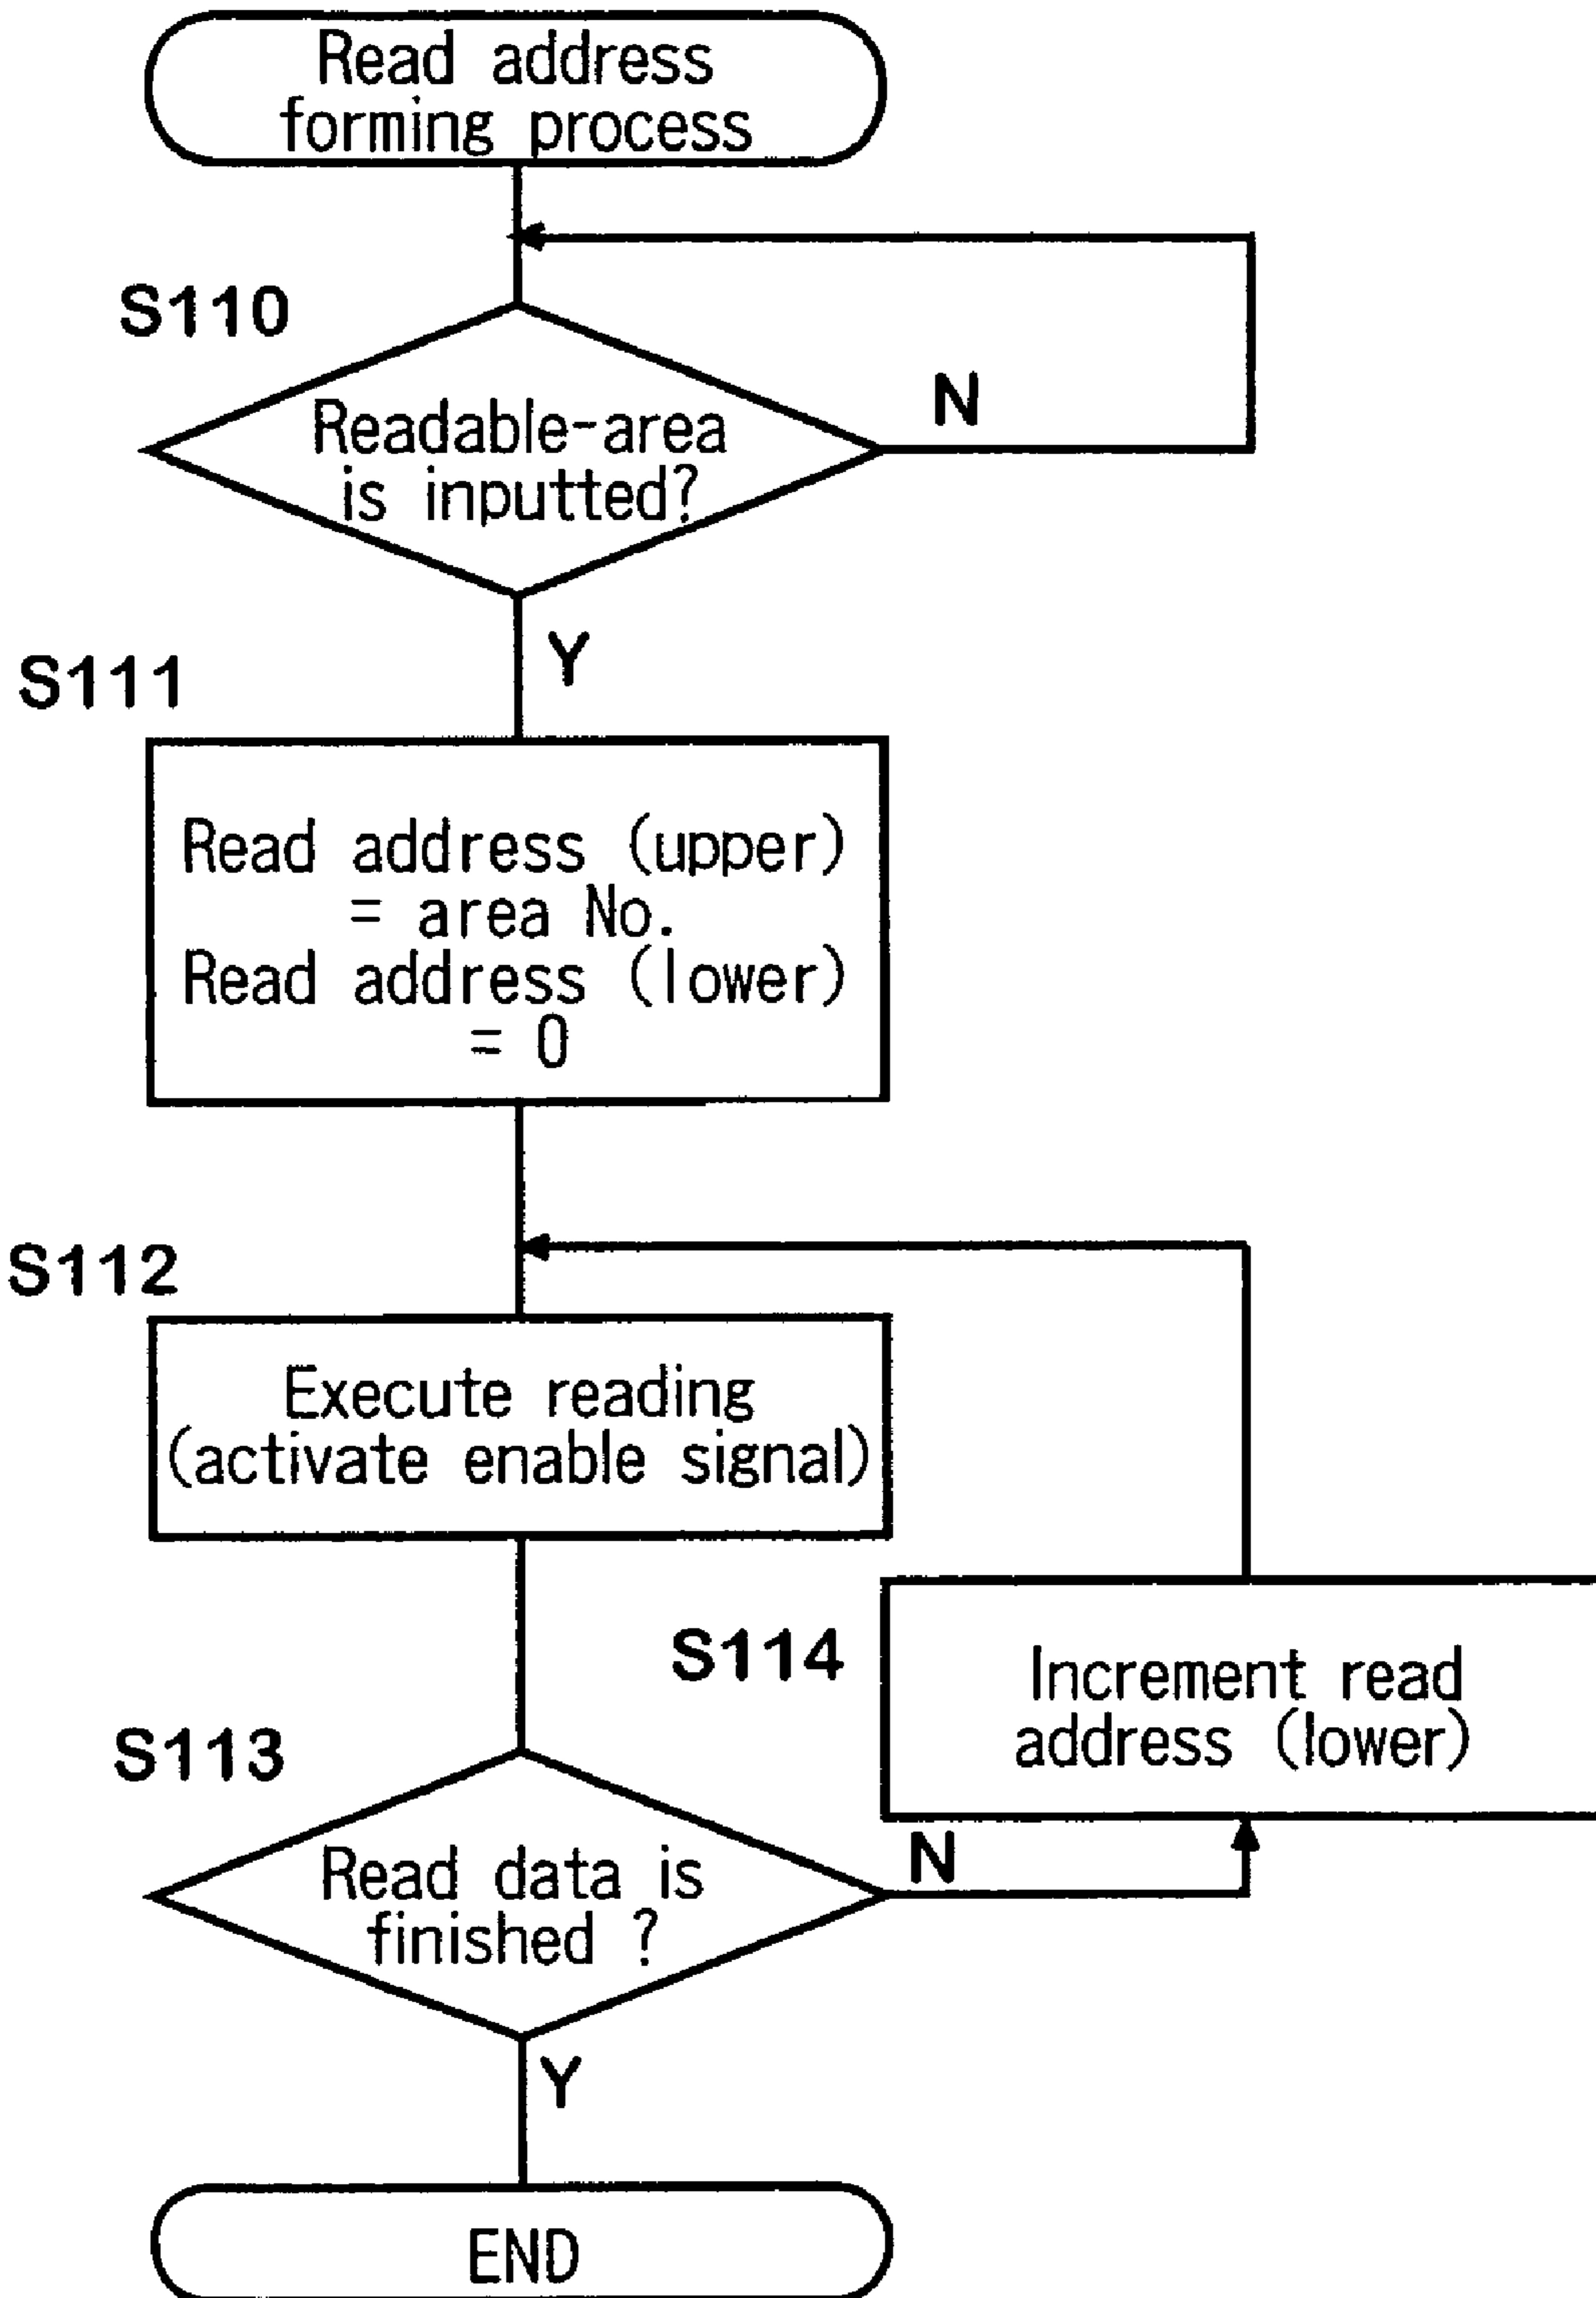 Read address
forming process
S110
Readable-area
is inputted?
N
Y
S111
Read address (upper)
= area No.
Read address (lower)
= 0
S112
Execute reading
(activate enable signal)
S114
Increment read
address (lower)
S113
Read data is
finished ?
N
Y
END